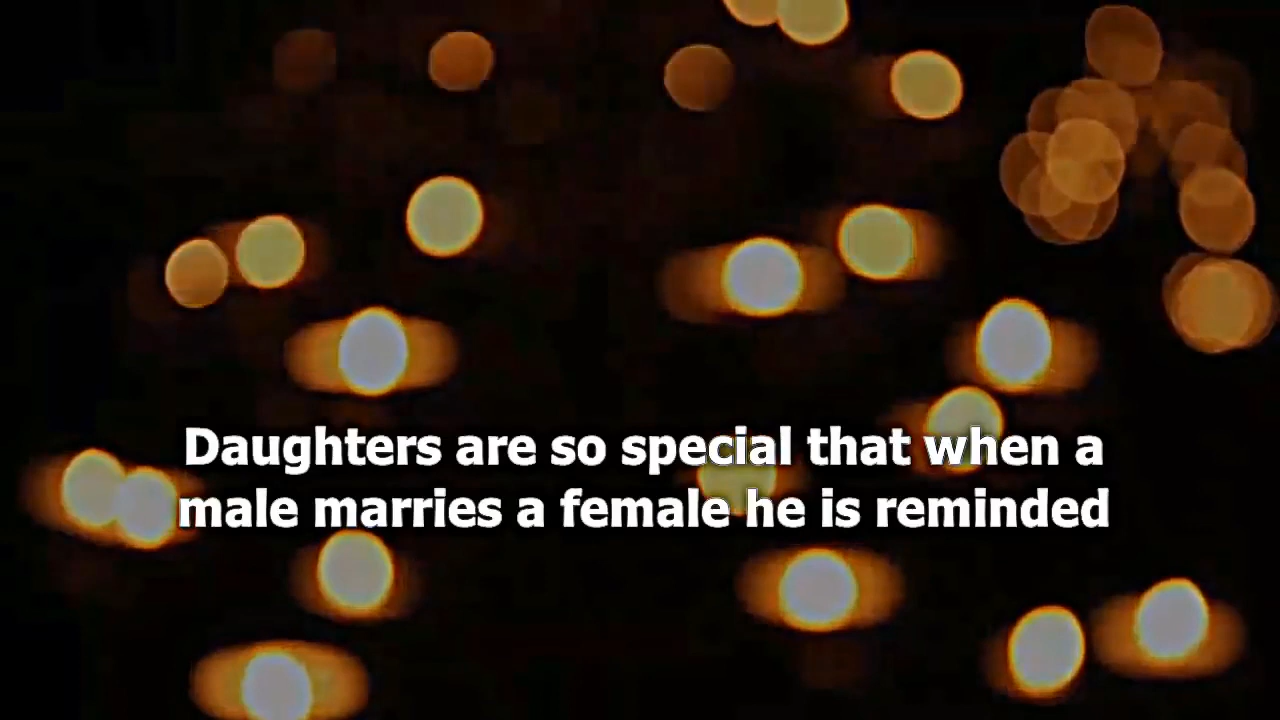 Daughters are so special that when a
male marries a female he is reminded